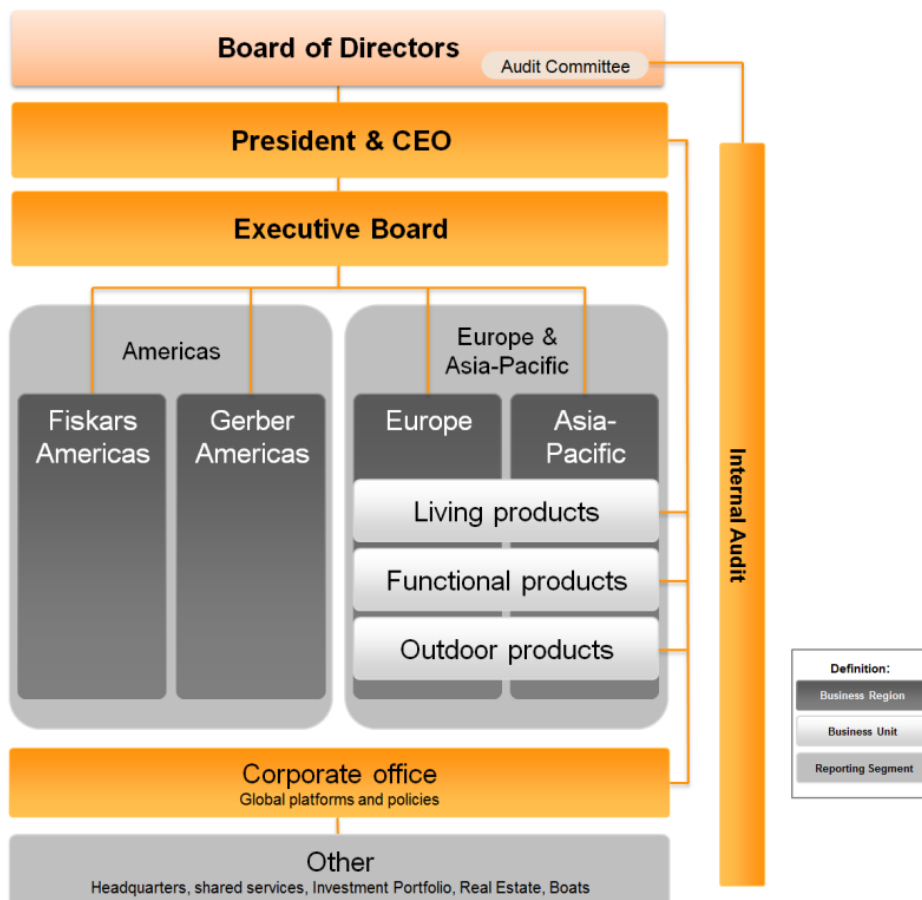 Board of Directors
Audit Committee
President & CEO
Executive Board
Americas
Europe &
Asia-Pacific
Fiskars
Americas
Gerber
Americas
Europe
Asia-
Pacific
Living products
Functional products
Outdoor products
Internal Audit
Corporate office
Global platforms and policies
Other
Headquarters, shared services, Investment Portfolio, Real Estate, Boats
Definition:
Business Region
Business Unit
Reporting Segment